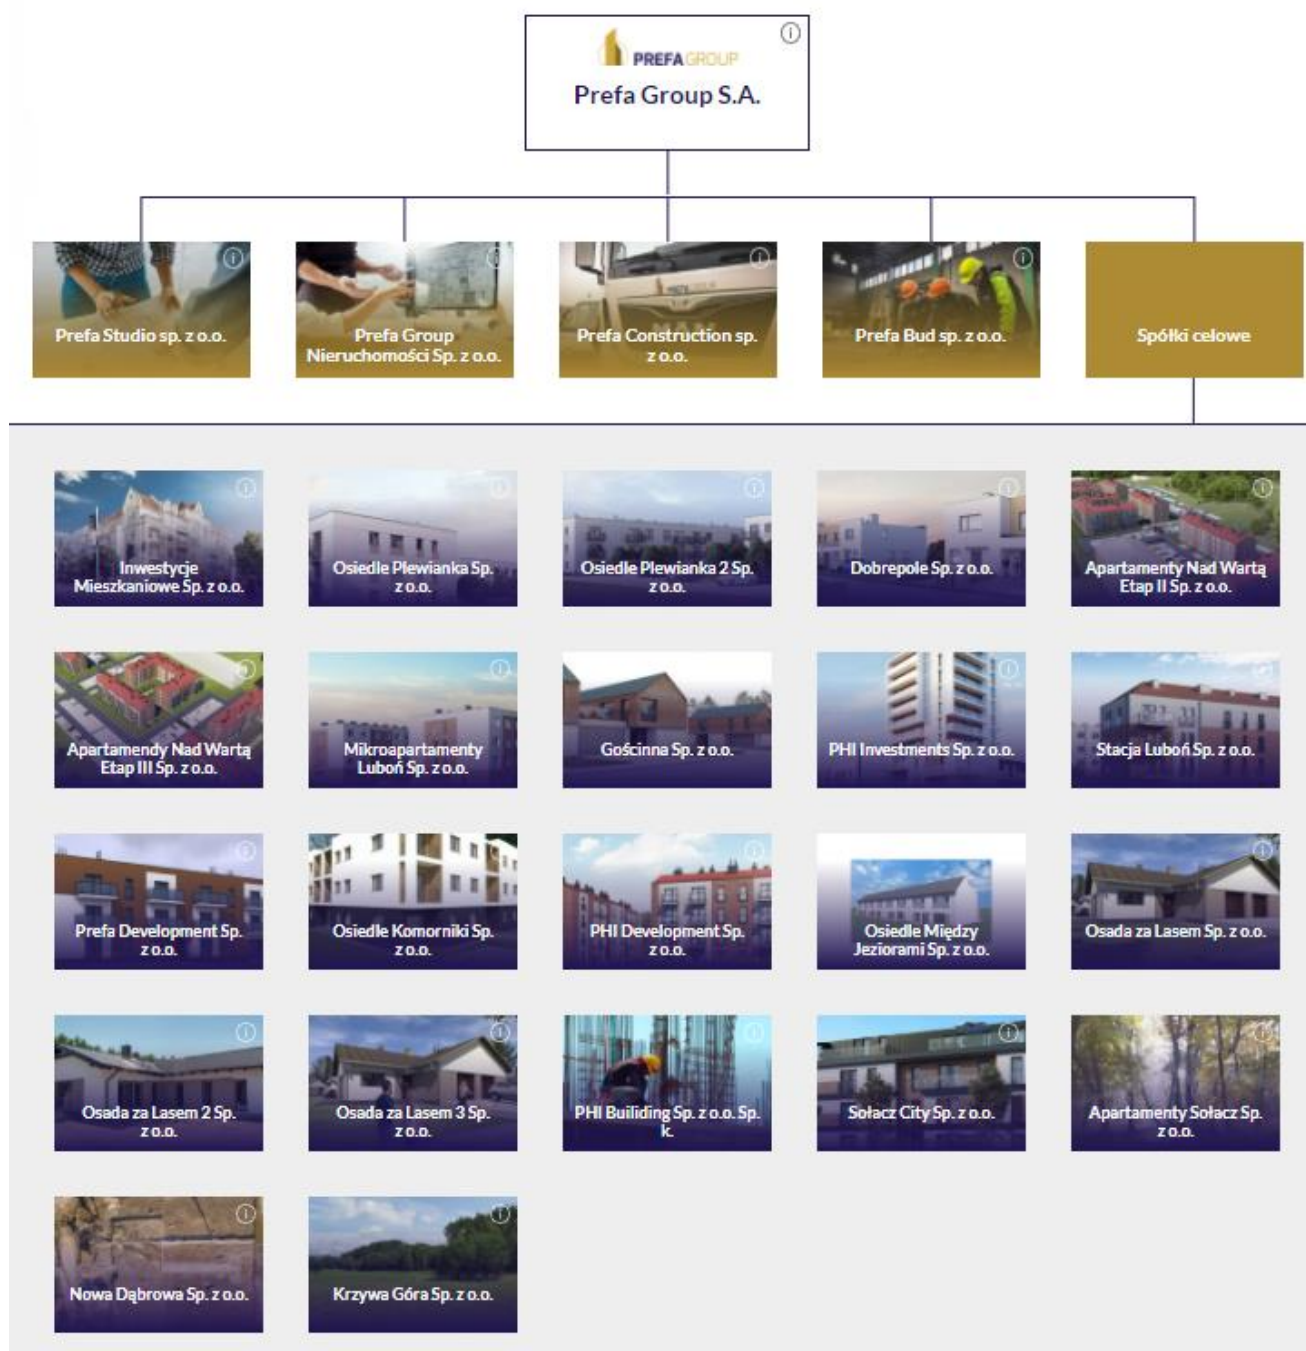 PREFA GROUP
Prefa Group S.A.
Prefa Studio sp. z o.o.
Prefa Group
Nieruchomości Sp. z o.o.
Prefa Construction sp.
z o.o.
Prefa Bud sp. z o.o.
Spółki celowe
Inwestycje
Mieszkaniowe Sp. z o.o.
Osiedle Plewianka Sp.
z o.o.
Osiedle Plewianka 2 Sp.
z o.o.
Dobrepole Sp. z o.o.
Apartamenty Nad Wartą
Etap II Sp. z o.o.
Apartamendy Nad Wartą
Etap III Sp. z o.o.
Mikroapartamenty
Luboń Sp. z o.o.
Gościnna Sp. z o.o.
PHI Investments Sp. z o.o.
Stacja Luboń Sp. z o.o.
Prefa Development Sp.
z o.o.
Osiedle Komorniki Sp.
z o.o.
PHI Development Sp.
z o.o.
Osiedle Między
Jeziorami Sp. z o.o.
Osada za Lasem Sp. z o.o.
Osada za Lasem 2 Sp.
z o.o.
Osada za Lasem 3 Sp.
z o.o.
PHI Builiding Sp. z o.o. Sp.
k.
Sołacz City Sp. z o.o.
Apartamenty Sołacz Sp.
z o.o.
Nowa Dąbrowa Sp. z o.o.
Krzywa Góra Sp. z o.o.